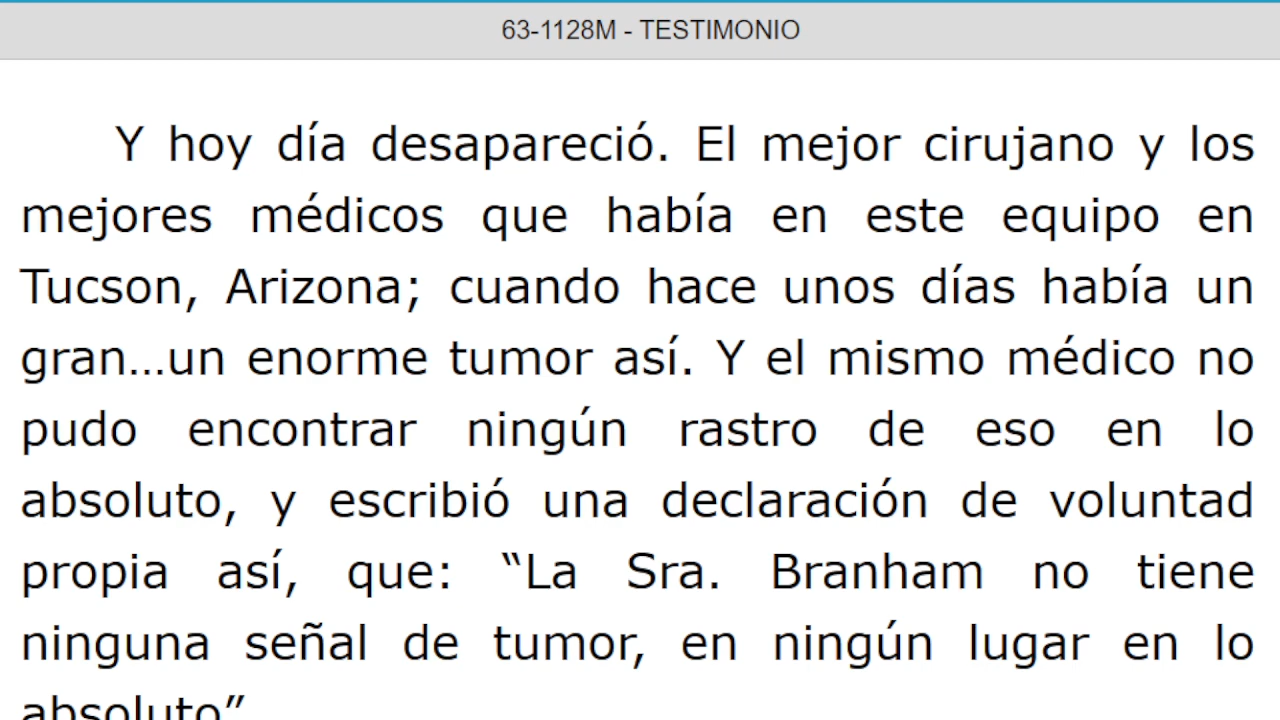 63-1128M - TESTIMONIO
Y hoy día desapareció. El mejor cirujano y los
mejores médicos que había en este equipo en
Tucson, Arizona; cuando hace unos días había un
gran...un enorme tumor así. Y el mismo médico no
pudo encontrar ningún rastro de eso en lo
absoluto, y escribió una declaración de voluntad
propia así, que: “La Sra. Branham no tiene
ninguna señal de tumor, en ningún lugar en lo
absoluto”